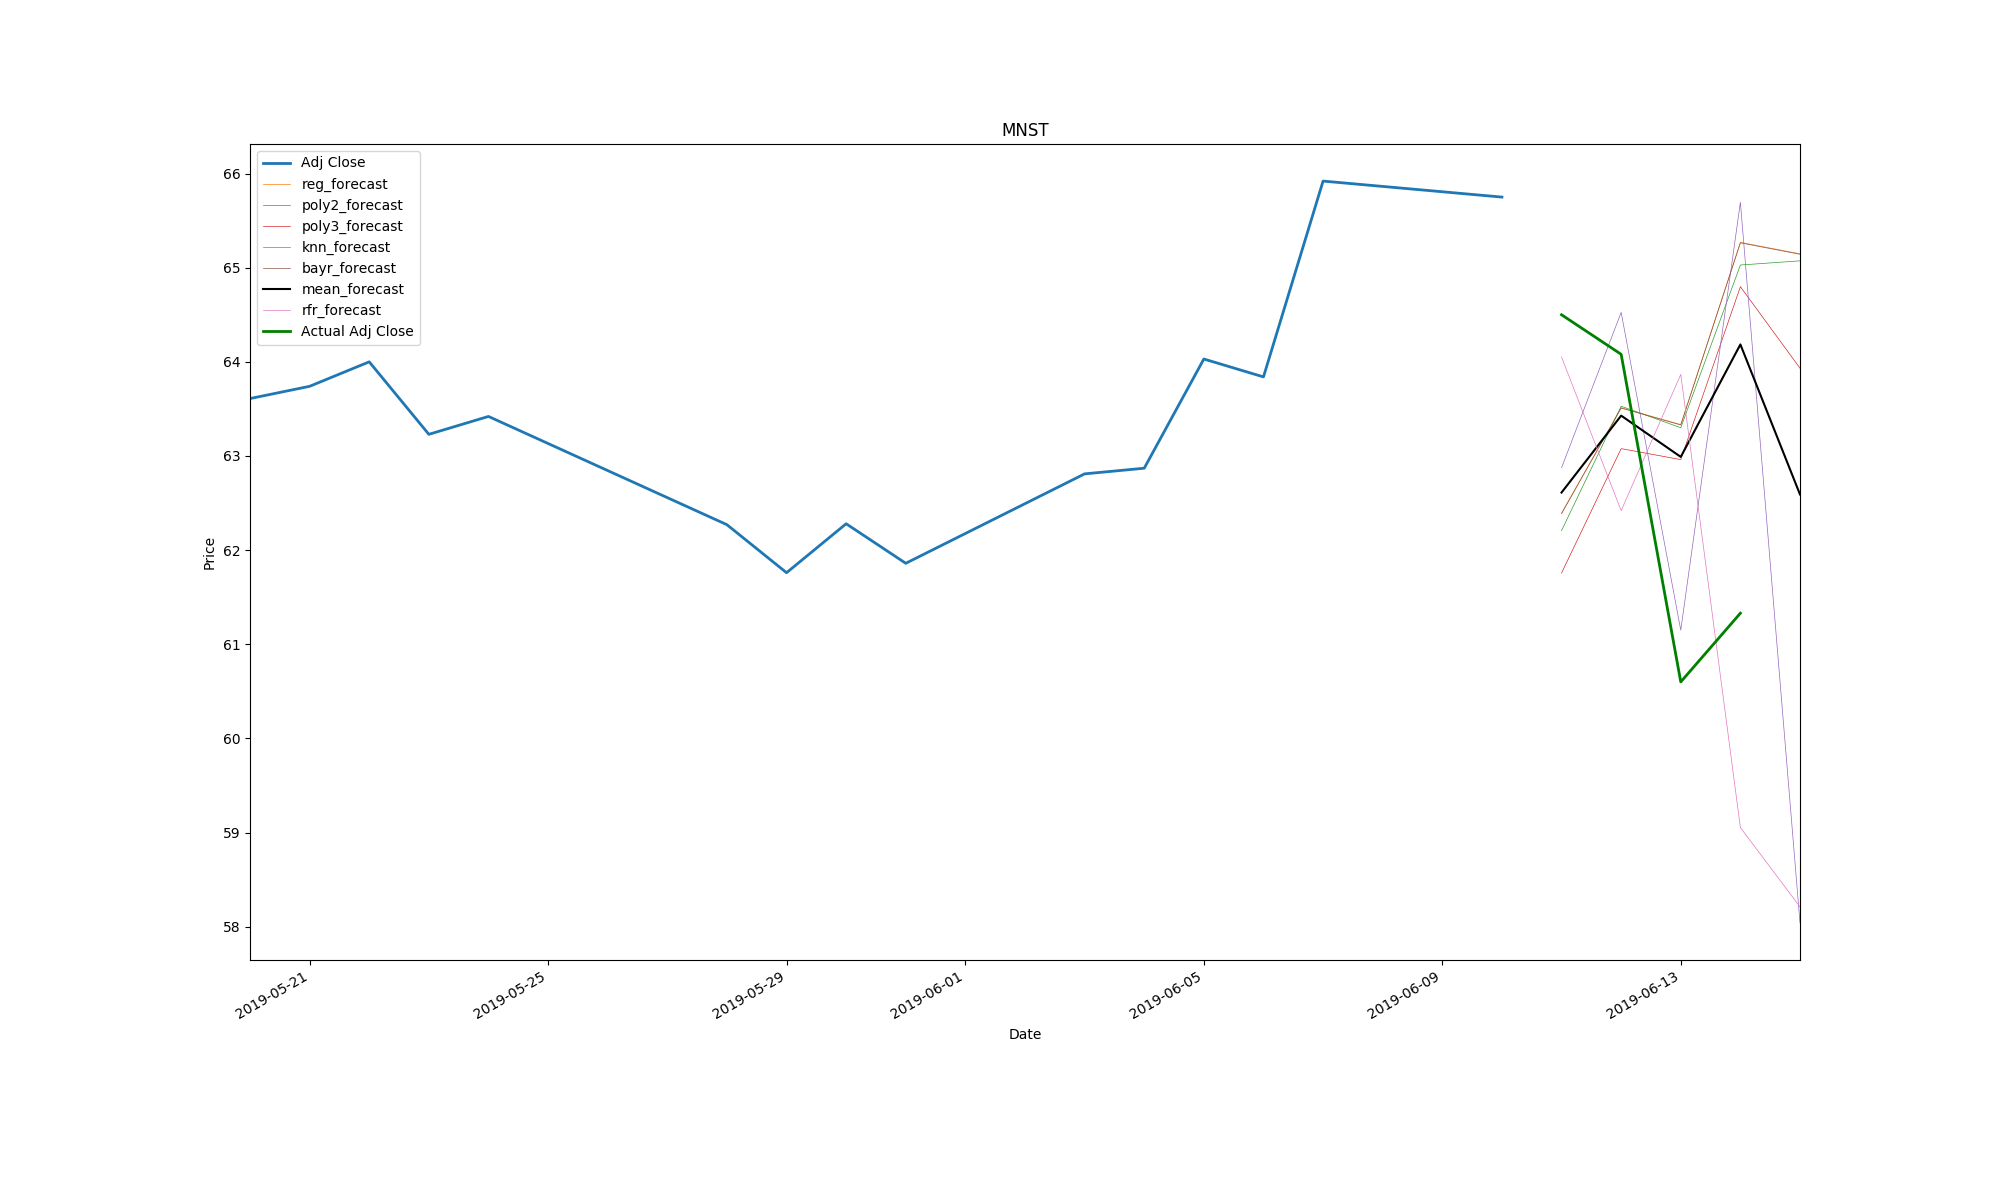 MNST
Adj Close
reg_forecast
poly2_forecast
poly3_forecast
knn_forecast
bayr_forecast
mean_forecast
rfr_forecast
Actual Adj Close
66
65
64
63
62
61
60
59
58
Price
2019-05-21
2019-05-25
2019-05-29
2019-06-01
2019-06-05
2019-06-09
2019-06-13
Date